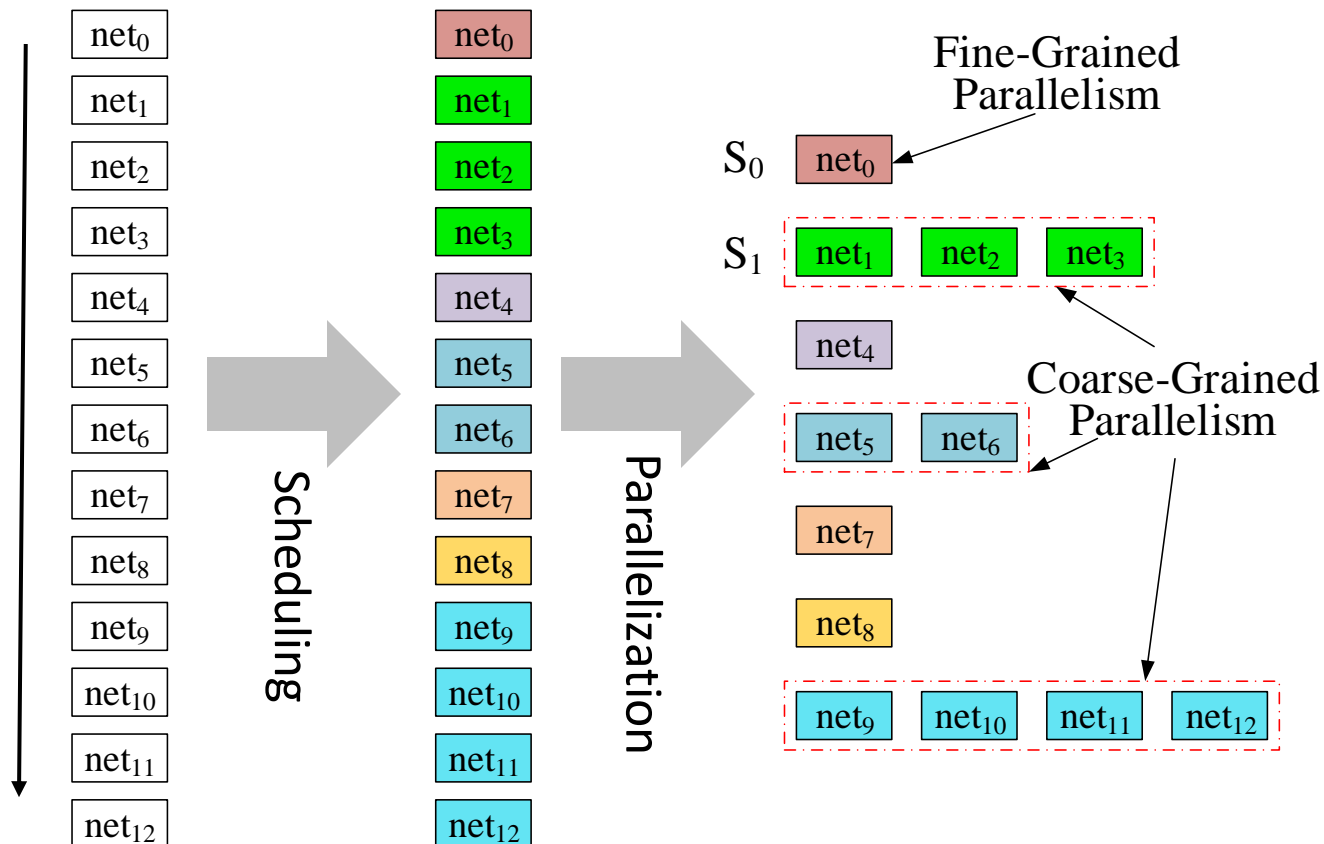 net₀
net₁
net₂
net₃
net₄
net₅
net₆
net₇
net₈
net₉
net₁₀
net₁₁
net₁₂
Scheduling
net₀
net₁
net₂
net₃
net₄
net₅
net₆
net₇
net₈
net₉
net₁₀
net₁₁
net₁₂
Parallelization
Fine-Grained
Parallelism
S₀ net₀
S₁ net₁ net₂ net₃
net₄
Coarse-Grained
Parallelism
net₅ net₆
net₇
net₈
net₉ net₁₀ net₁₁ net₁₂